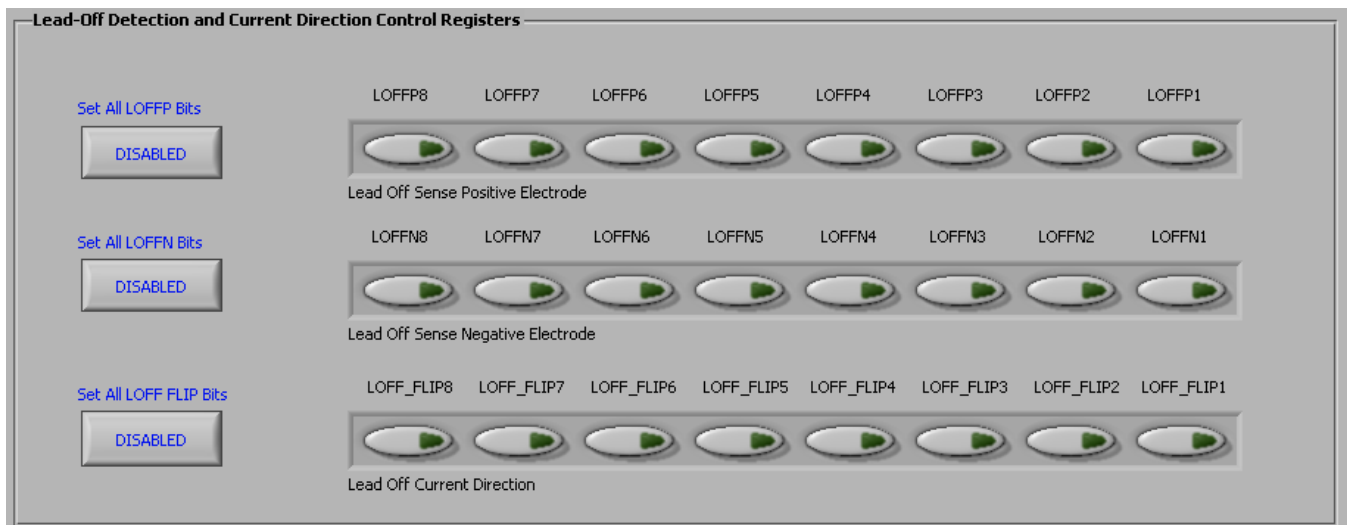 Lead-Off Detection and Current Direction Control Registers
Set All LOFFP Bits
DISABLED
LOFFP8 LOFFP7 LOFFP6 LOFFP5 LOFFP4 LOFFP3 LOFFP2 LOFFP1
Lead Off Sense Positive Electrode
Set All LOFFN Bits
DISABLED
LOFFN8 LOFFN7 LOFFN6 LOFFN5 LOFFN4 LOFFN3 LOFFN2 LOFFN1
Lead Off Sense Negative Electrode
Set All LOFF FLIP Bits
DISABLED
LOFF_FLIP8 LOFF_FLIP7 LOFF_FLIP6 LOFF_FLIP5 LOFF_FLIP4 LOFF_FLIP3 LOFF_FLIP2 LOFF_FLIP1
Lead Off Current Direction